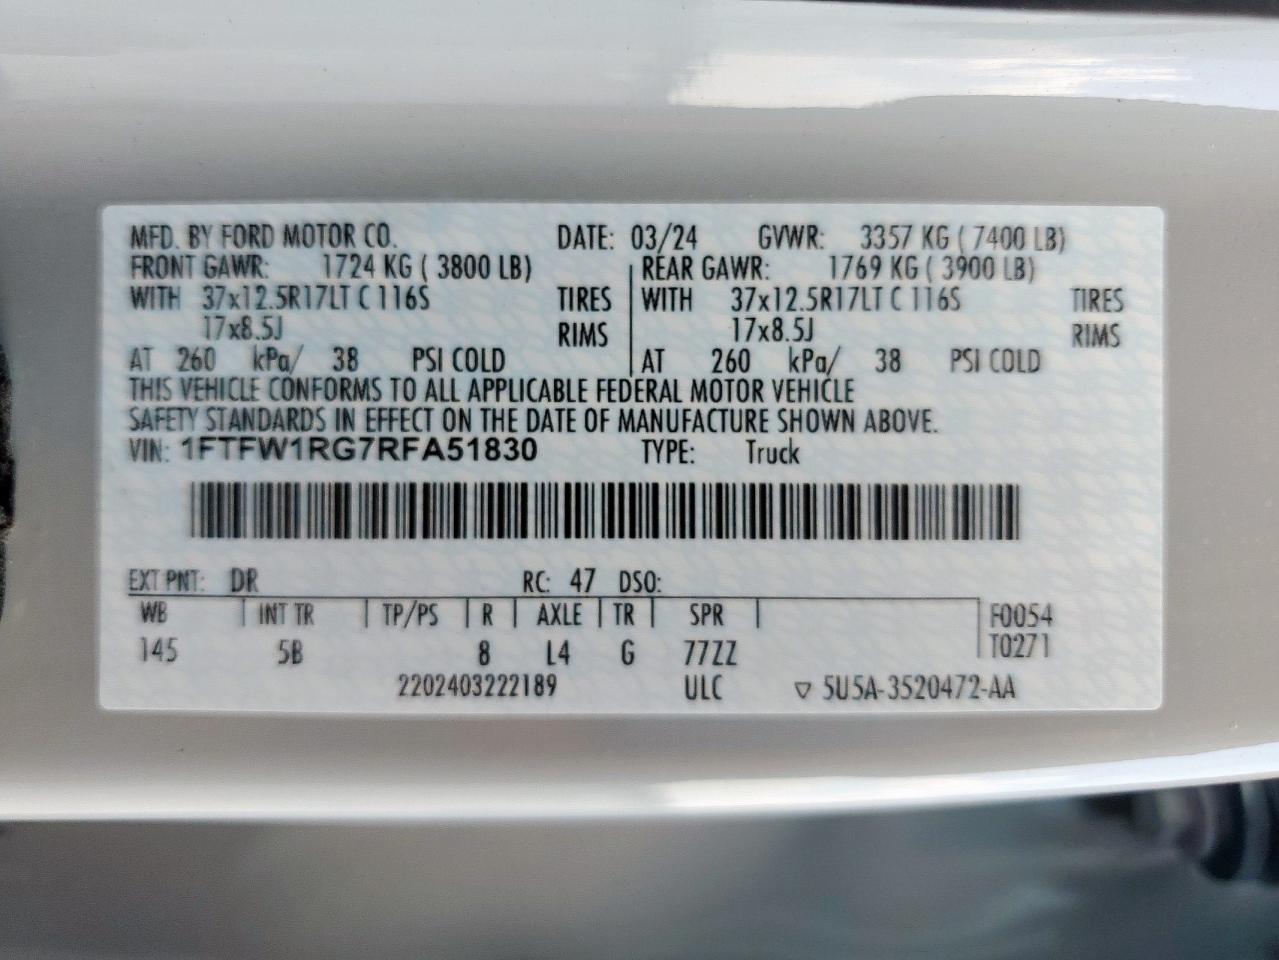 MFD. BY FORD MOTOR CO. DATE: 03/24 GVWR: 3357 KG ( 7400 LB)
FRONT GAWR: 1724 KG ( 3800 LB) REAR GAWR: 1769 KG ( 3900 LB)
WITH 37x12.5R17LT C 116S TIRES WITH 37x12.5R17LT C 116S TIRES
17x8.5J RIMS 17x8.5J RIMS
AT 260 kPa/ 38 PSI COLD AT 260 kPa/ 38 PSI COLD
THIS VEHICLE CONFORMS TO ALL APPLICABLE FEDERAL MOTOR VEHICLE
SAFETY STANDARDS IN EFFECT ON THE DATE OF MANUFACTURE SHOWN ABOVE.
VIN: 1FTFW1RG7RFA51830 TYPE: Truck
EXT PNT: DR RC: 47 DSO:
WB INT TR TP/PS R AXLE TR SPR F0054
145 5B 8 L4 G 77ZZ T0271
2202403222189 ULC ▽ 5U5A-3520472-AA